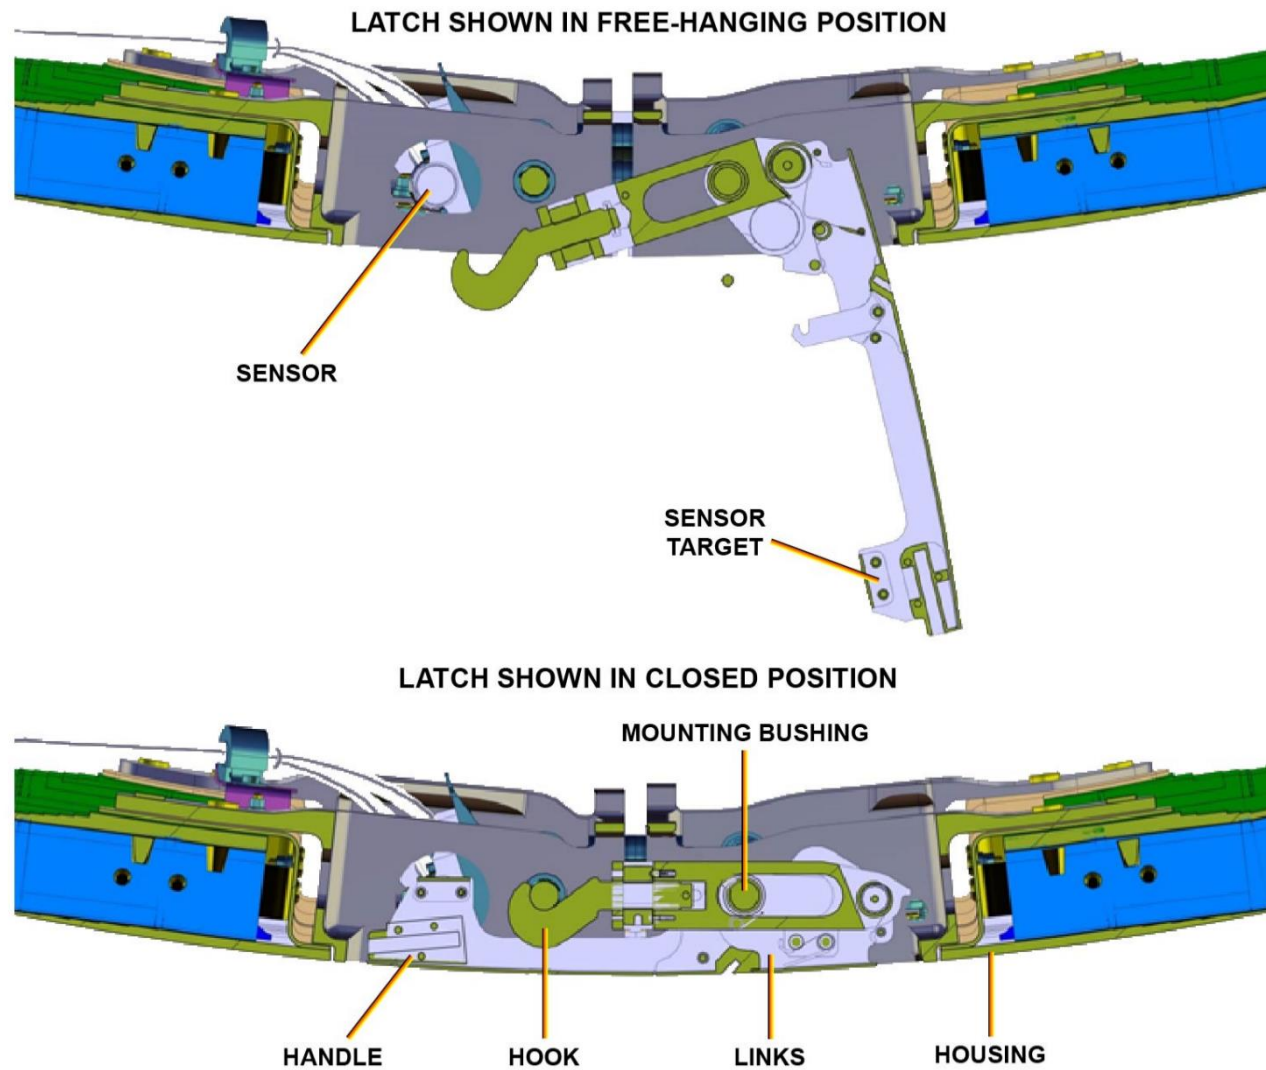 LATCH SHOWN IN FREE-HANGING POSITION
SENSOR
SENSOR
TARGET
LATCH SHOWN IN CLOSED POSITION
MOUNTING BUSHING
HANDLE
HOOK
LINKS
HOUSING